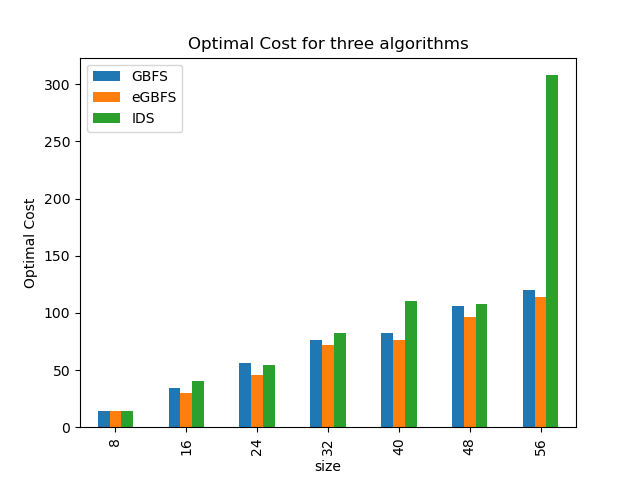 Optimal Cost for three algorithms
GBFS
eGBFS
IDS
300
250
200
150
100
50
0
Optimal Cost
8
16
24
32
40
48
56
size